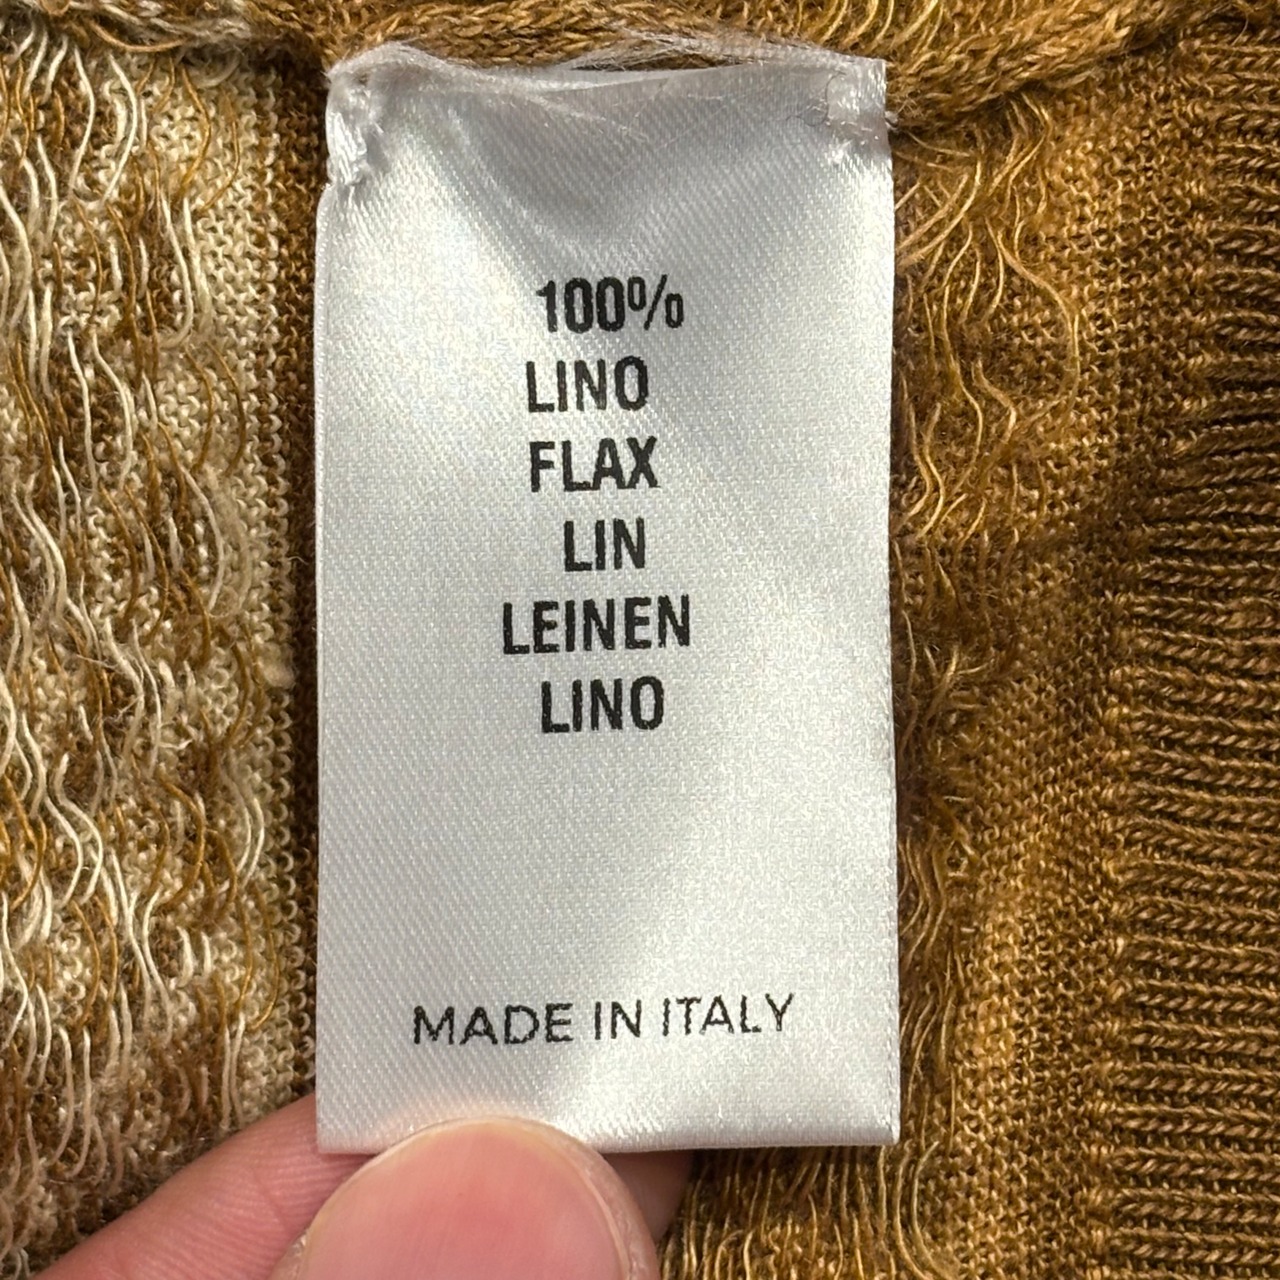 100%
LINO
FLAX
LIN
LEINEN
LINO
MADE IN ITALY